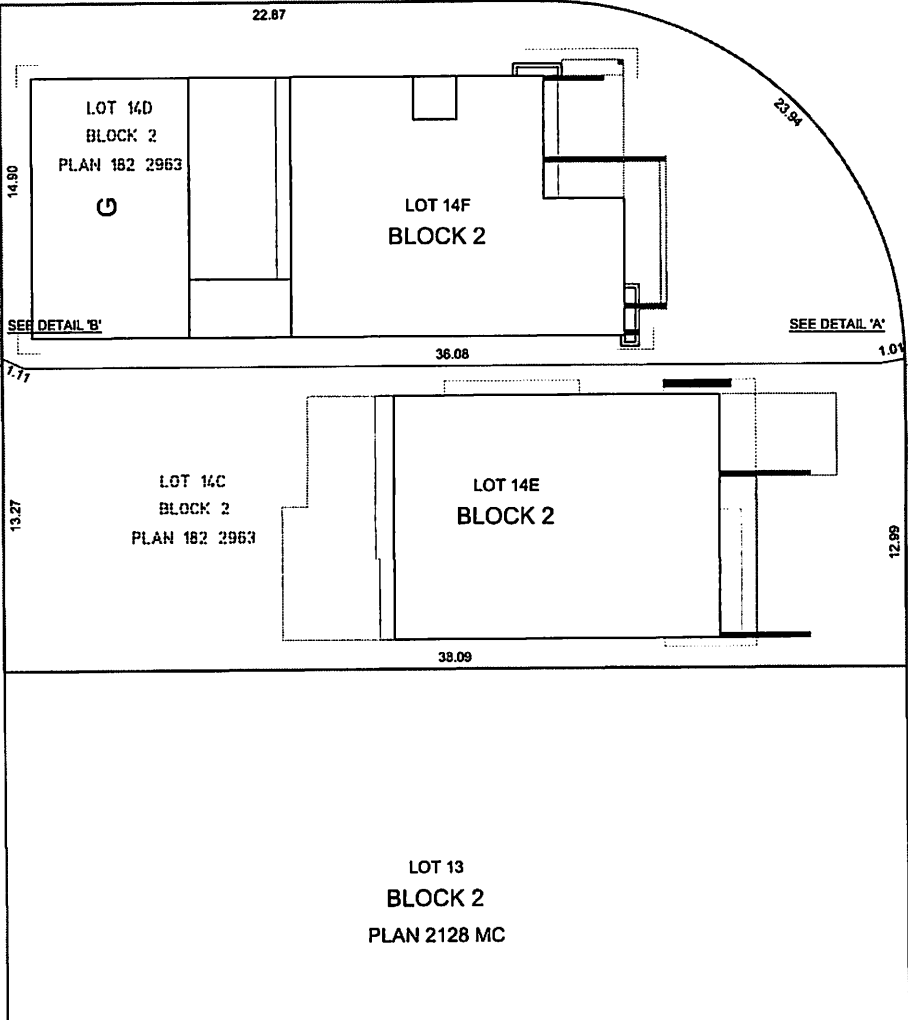 22.87
23.94
LOT 14D
BLOCK 2
PLAN 182 2963
G
14.90
LOT 14F
BLOCK 2
SEE DETAIL 'B'
SEE DETAIL 'A'
36.08
1.01
1.11
LOT 14C
BLOCK 2
PLAN 182 2963
13.27
LOT 14E
BLOCK 2
12.99
38.09
LOT 13
BLOCK 2
PLAN 2128 MC